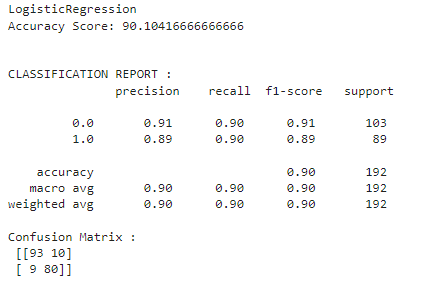 LogisticRegression
Accuracy Score: 90.10416666666666
CLASSIFICATION REPORT :
precision recall f1-score support
0.0 0.91 0.90 0.91 103
1.0 0.89 0.90 0.89 89
accuracy 0.90 192
macro avg 0.90 0.90 0.90 192
weighted avg 0.90 0.90 0.90 192
Confusion Matrix :
[[93 10]
[ 9 80]]